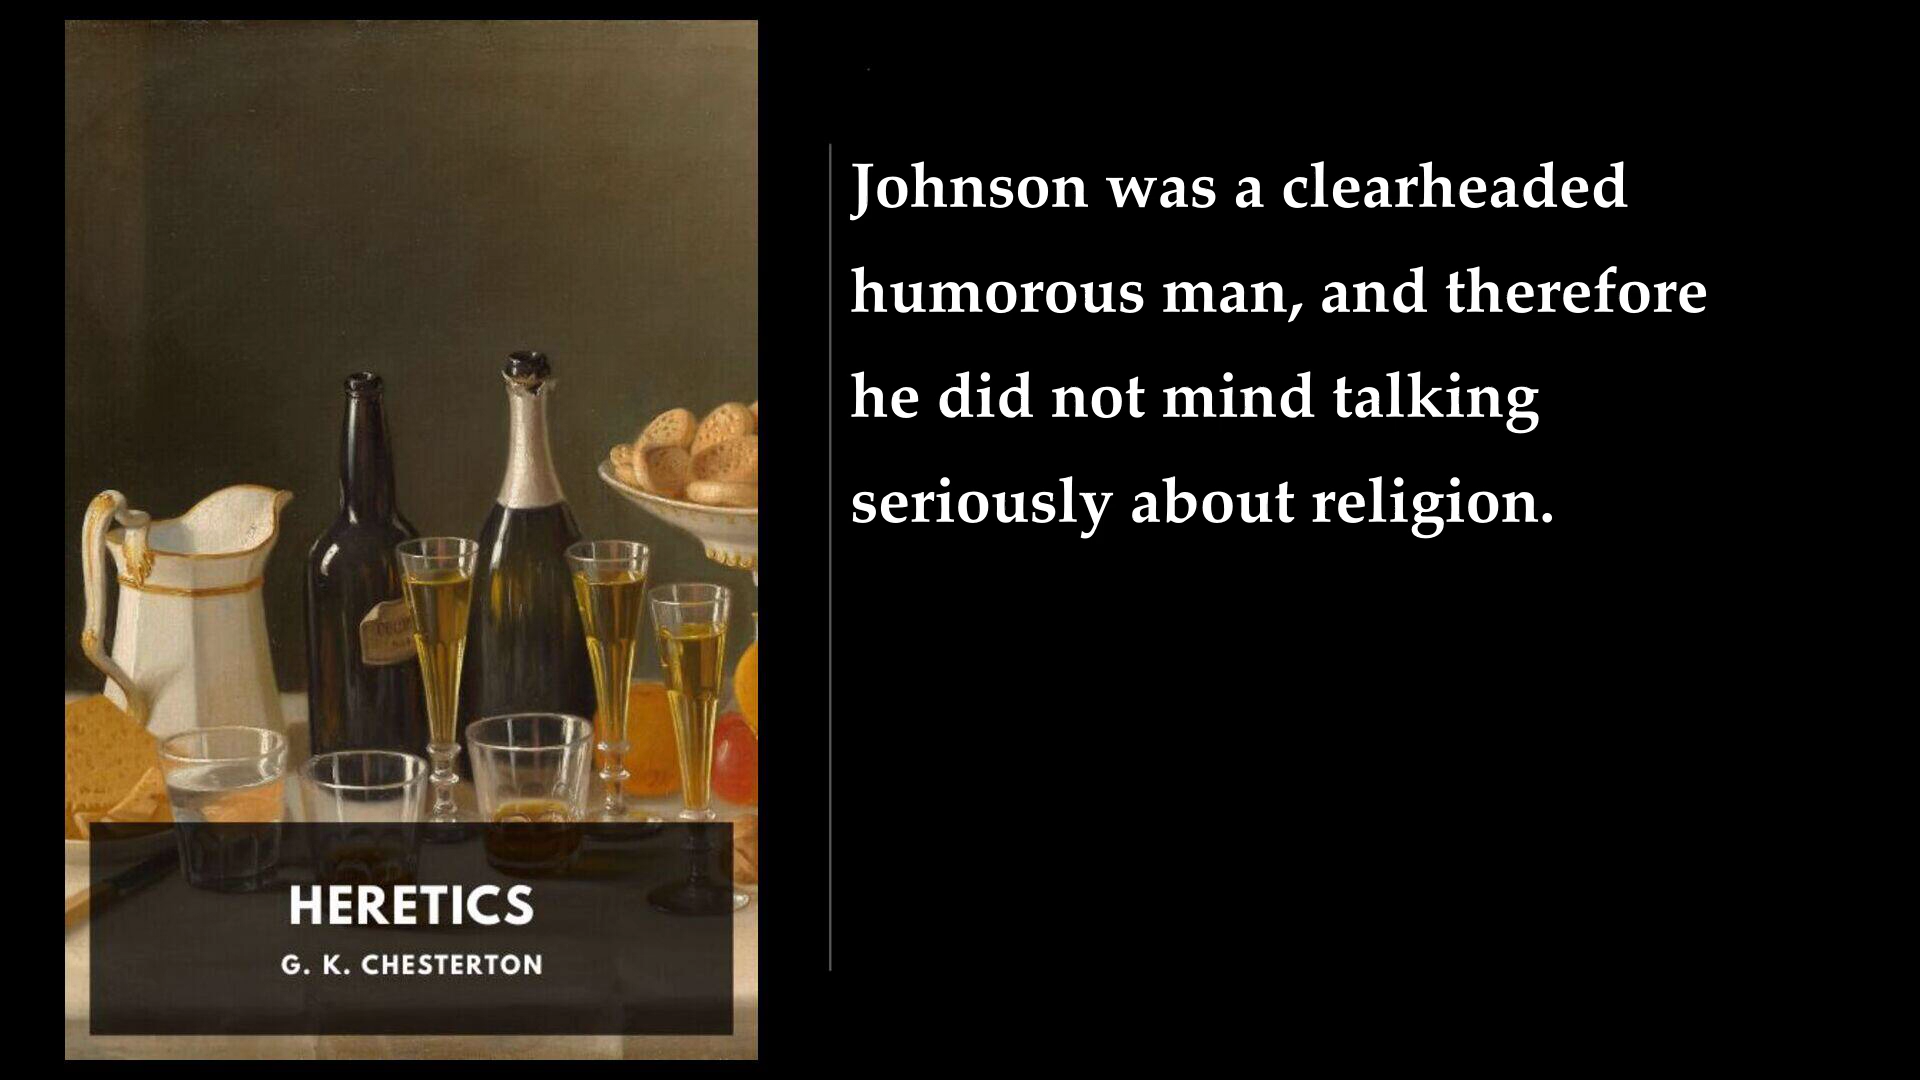 Johnson was a clearheaded
humorous man, and therefore
he did not mind talking
seriously about religion.
HERETICS
G. K. CHESTERTON